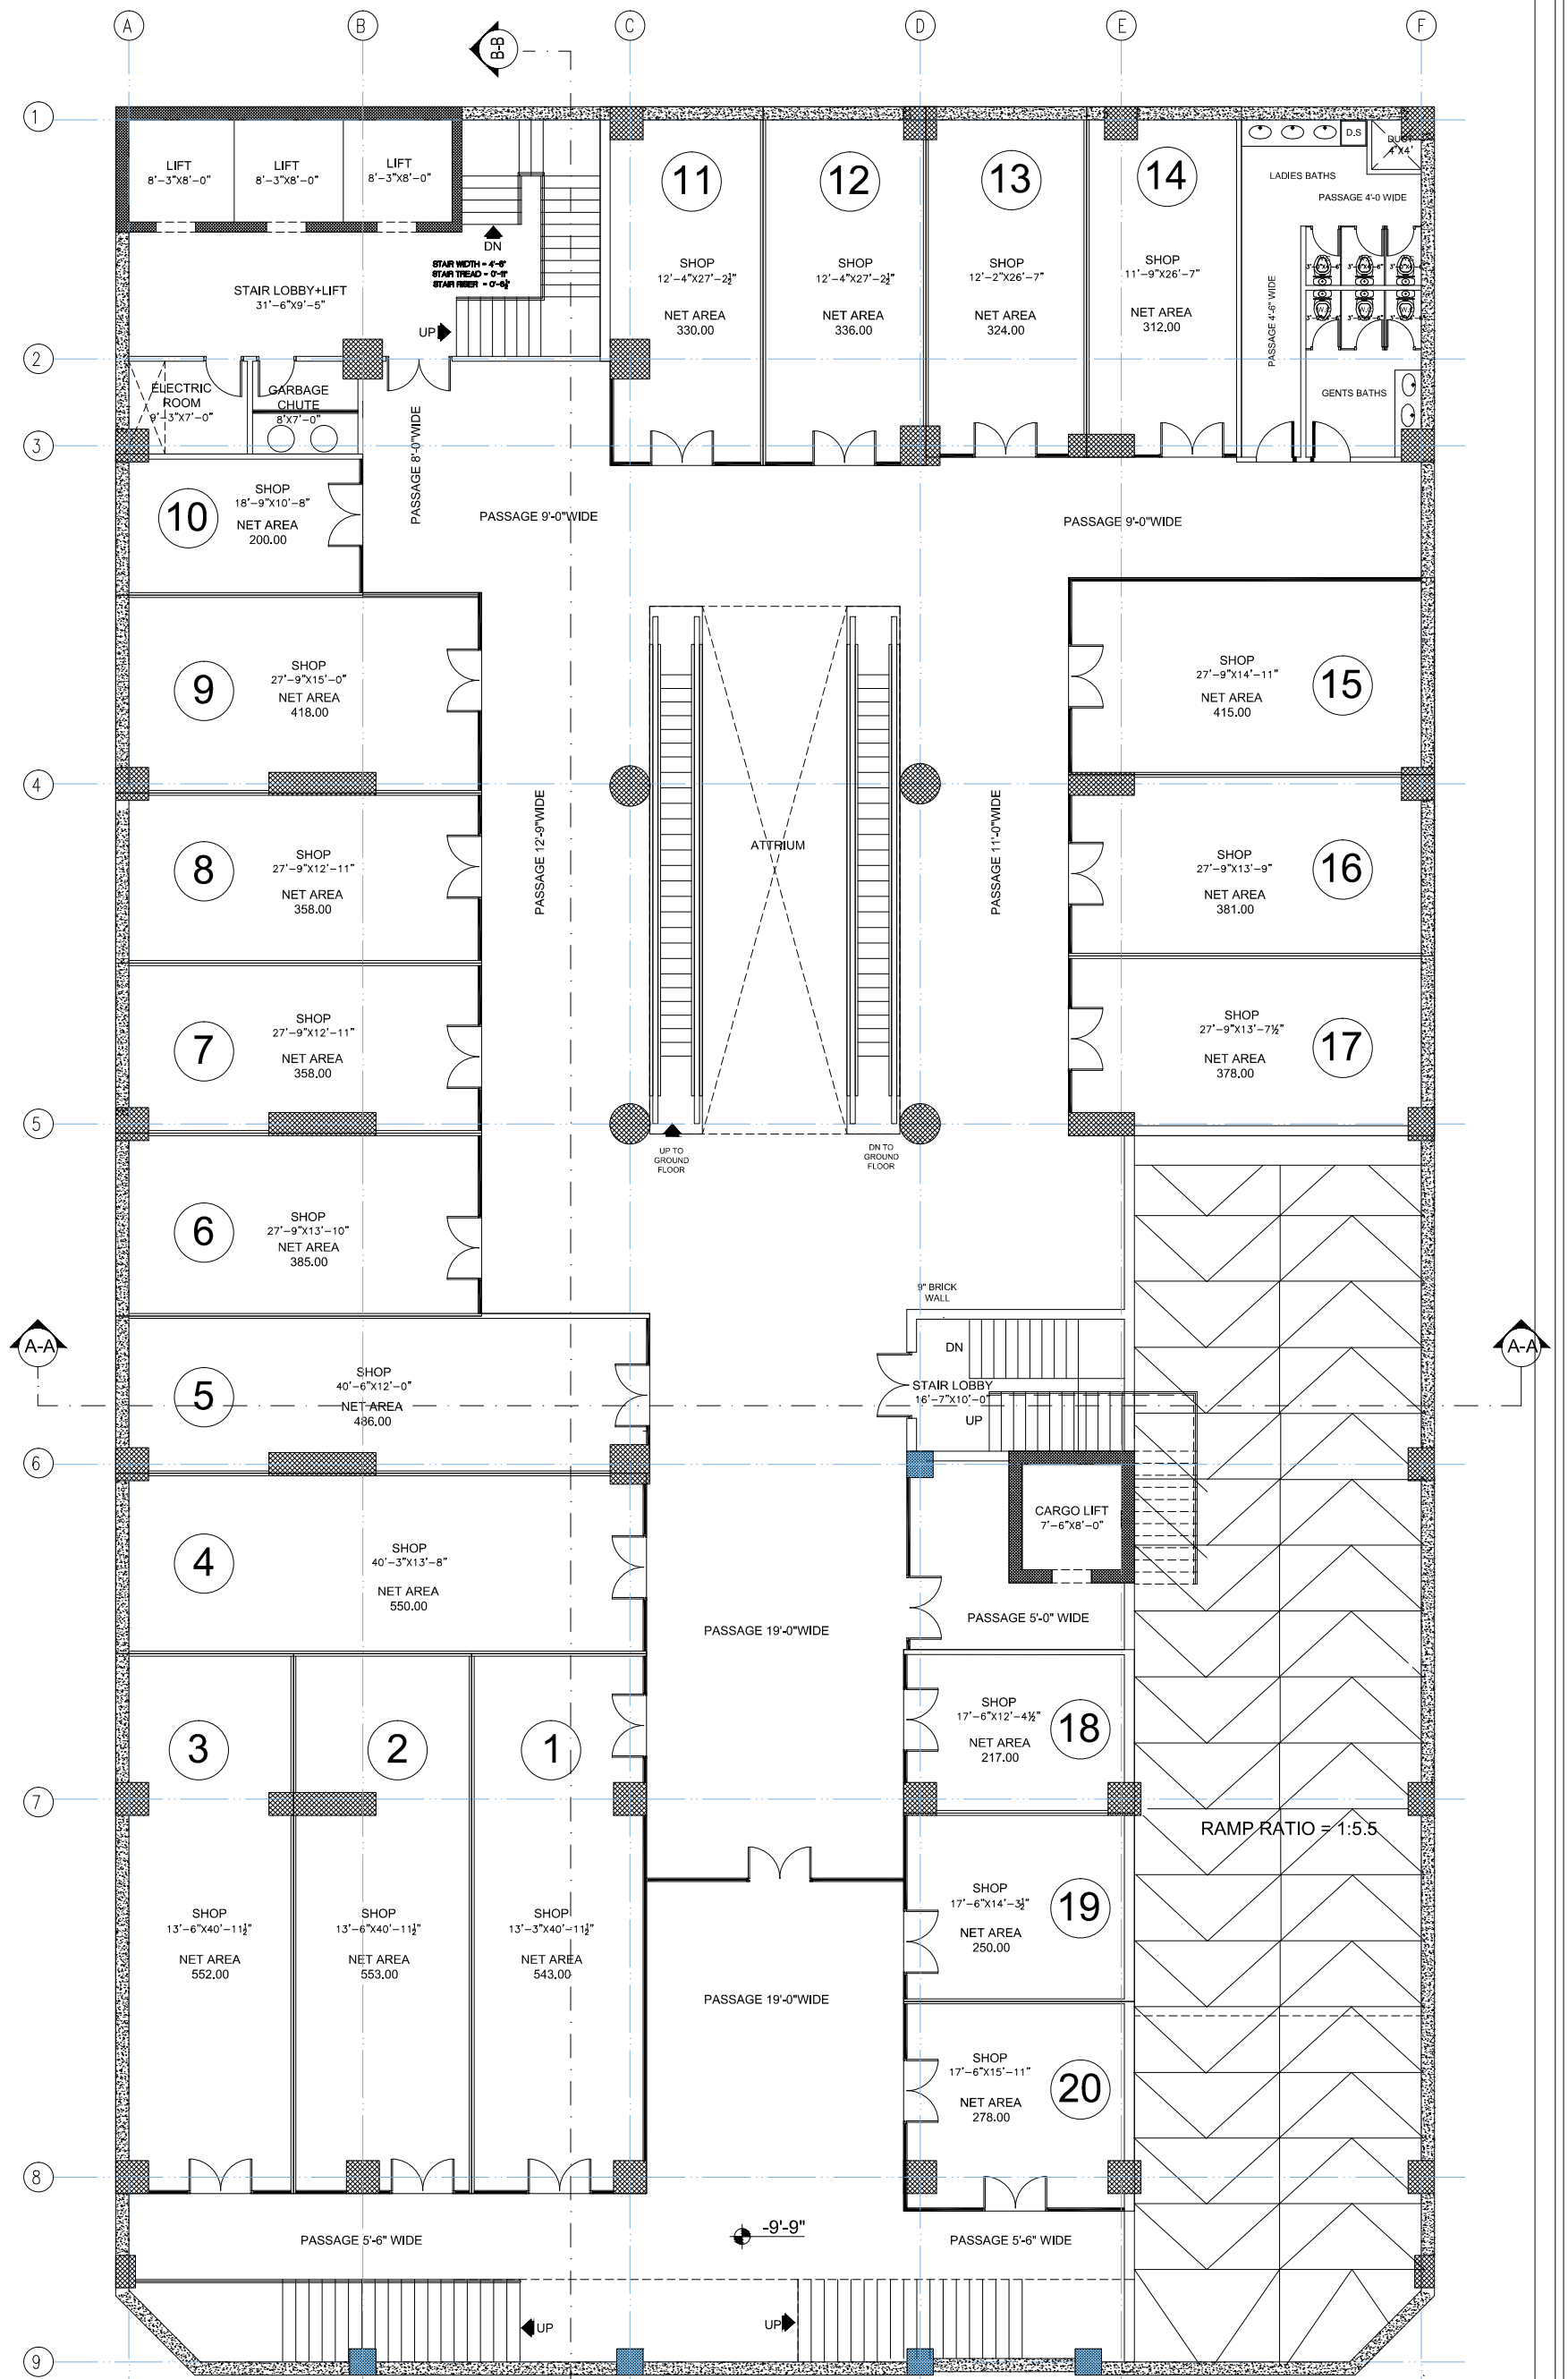 A
B
C
D
E
F
B-B
1
LIFT
8'-3"X8'-0"
LIFT
8'-3"X8'-0"
LIFT
8'-3"X8'-0"
DN
STAIR WIDTH = 4'-6"
STAIR TREAD = 0'-11"
STAIR RISER = 0'-6½"
STAIR LOBBY+LIFT
31'-6"X9'-5"
UP
11
SHOP
12'-4"X27'-2½"
NET AREA
330.00
12
SHOP
12'-4"X27'-2½"
NET AREA
336.00
13
SHOP
12'-2"X26'-7"
NET AREA
324.00
14
SHOP
11'-9"X26'-7"
NET AREA
312.00
D.S
DUCT
4'X4'
LADIES BATHS
PASSAGE 4'-0 WIDE
PASSAGE 4'-6" WIDE
GENTS BATHS
2
ELECTRIC
ROOM
9'-3"X7'-0"
GARBAGE
CHUTE
8'X7'-0"
PASSAGE 8'-0"WIDE
3
10
SHOP
18'-9"X10'-8"
NET AREA
200.00
PASSAGE 9'-0"WIDE
PASSAGE 9'-0"WIDE
9
SHOP
27'-9"X15'-0"
NET AREA
418.00
SHOP
27'-9"X14'-11"
NET AREA
415.00
15
4
PASSAGE 12'-9"WIDE
ATTRIUM
PASSAGE 11'-0"WIDE
8
SHOP
27'-9"X12'-11"
NET AREA
358.00
SHOP
27'-9"X13'-9"
NET AREA
381.00
16
7
SHOP
27'-9"X12'-11"
NET AREA
358.00
SHOP
27'-9"X13'-7½"
NET AREA
378.00
17
5
UP TO
GROUND
FLOOR
DN TO
GROUND
FLOOR
6
SHOP
27'-9"X13'-10"
NET AREA
385.00
9" BRICK
WALL
A-A
A-A
5
SHOP
40'-6"X12'-0"
NET AREA
486.00
DN
STAIR LOBBY
16'-7"X10'-0"
UP
6
CARGO LIFT
7'-6"X8'-0"
4
SHOP
40'-3"X13'-8"
NET AREA
550.00
PASSAGE 19'-0"WIDE
PASSAGE 5'-0" WIDE
3
2
1
SHOP
17'-6"X12'-4½"
NET AREA
217.00
18
7
RAMP RATIO = 1:5.5
SHOP
13'-6"X40'-11½"
NET AREA
552.00
SHOP
13'-6"X40'-11½"
NET AREA
553.00
SHOP
13'-3"X40'-11½"
NET AREA
543.00
SHOP
17'-6"X14'-3½"
NET AREA
250.00
19
PASSAGE 19'-0"WIDE
SHOP
17'-6"X15'-11"
NET AREA
278.00
20
8
PASSAGE 5'-6" WIDE
-9'-9"
PASSAGE 5'-6" WIDE
UP
UP
9